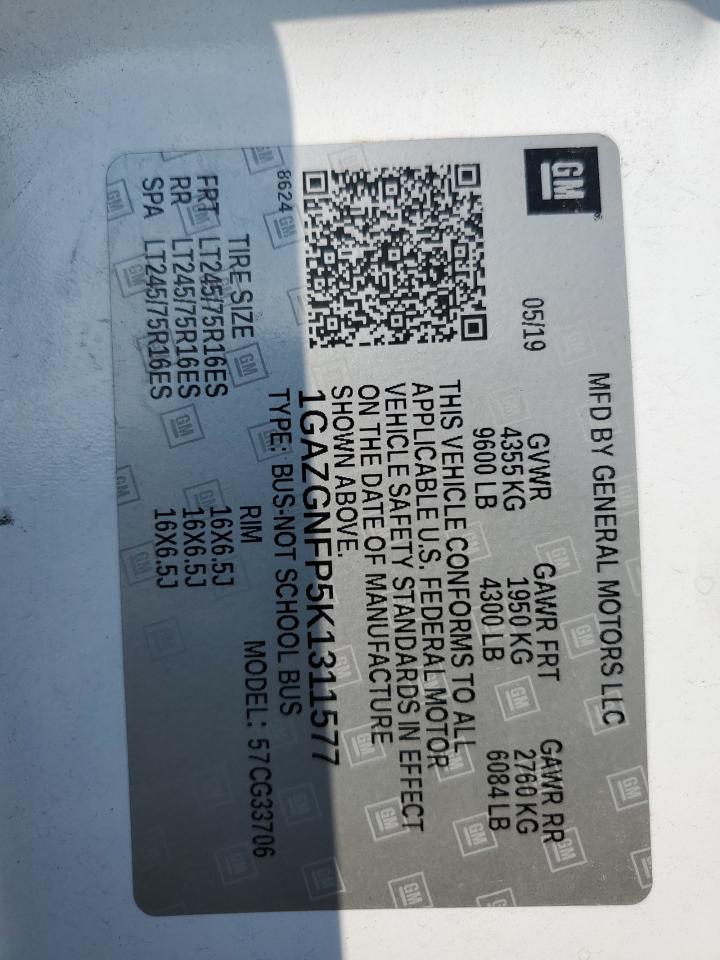 GM
MFD BY GENERAL MOTORS LLC
05/19
GVWR GAWR FRT GAWR RR
4355 KG 1950 KG 2760 KG
9600 LB 4300 LB 6084 LB
THIS VEHICLE CONFORMS TO ALL
APPLICABLE U.S. FEDERAL MOTOR
VEHICLE SAFETY STANDARDS IN EFFECT
ON THE DATE OF MANUFACTURE
SHOWN ABOVE.
1GAZGNFP5K1311577
8624 TYPE: BUS-NOT SCHOOL BUS
MODEL: 57CG33706
TIRE SIZE RIM
FRT LT245/75R16ES 16X6.5J
RR LT245/75R16ES 16X6.5J
SPA LT245/75R16ES 16X6.5J